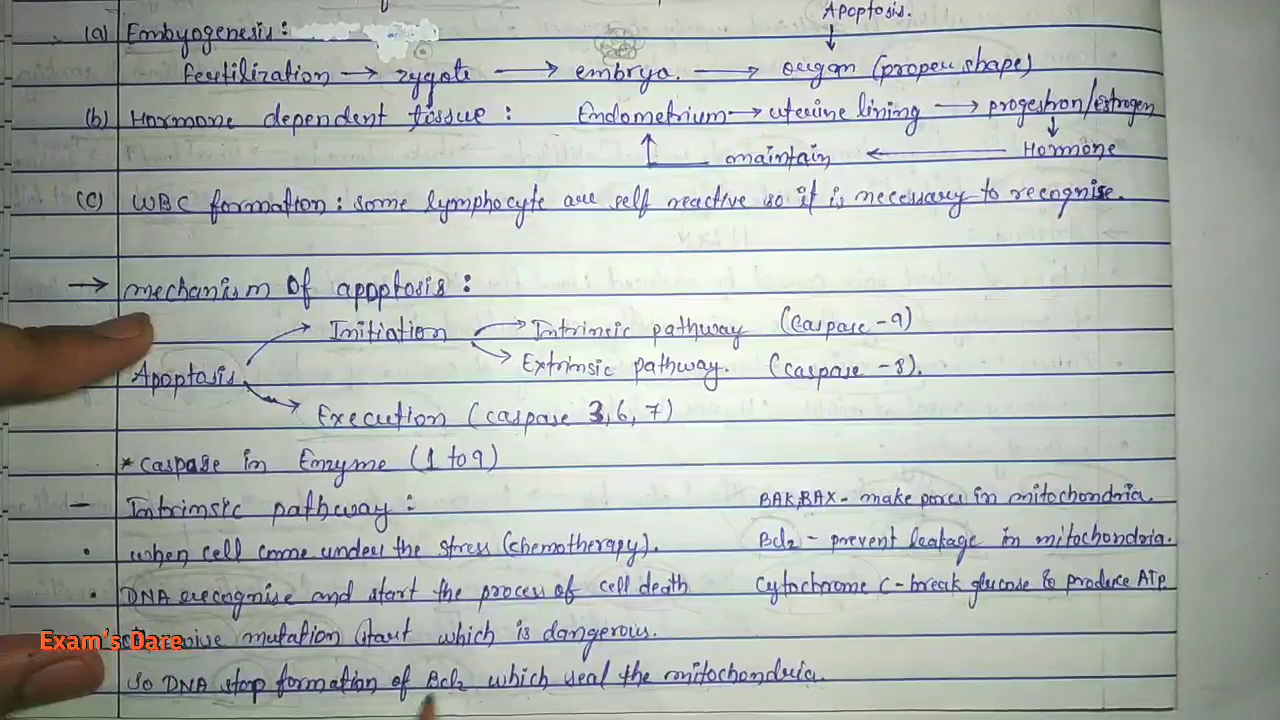 Apoptosis.
(a) Embyogenesis:
fertilization → zygote → embryo. → organ (proper shape)
(b) Hormone dependent tissue : Endometrium → uterine lining → progestron/estrogen
maintain ← Hormone
(c) WBC formation: some lymphocyte are self reactive so it is necessary to recognise.
→ mechanism of apoptosis:
Initiation → Intrinsic pathway (caspase-9)
Extrinsic pathway. (caspase-8).
Apoptosis
Execution (caspase 3,6,7)
* caspase in Enzyme (1 to 9)
- Intrinsic pathway : BAK,BAX - make pores in mitochondria.
• when cell come under the stress (chemotherapy). Bcl2 - prevent leakage in mitochondria.
• DNA recognise and start the process of cell death Cytochrome C - break glucose & produce ATP
Exam's Dare mutation start which is dangerous.
so DNA stop formation of Bcl2 which seal the mitochondria.